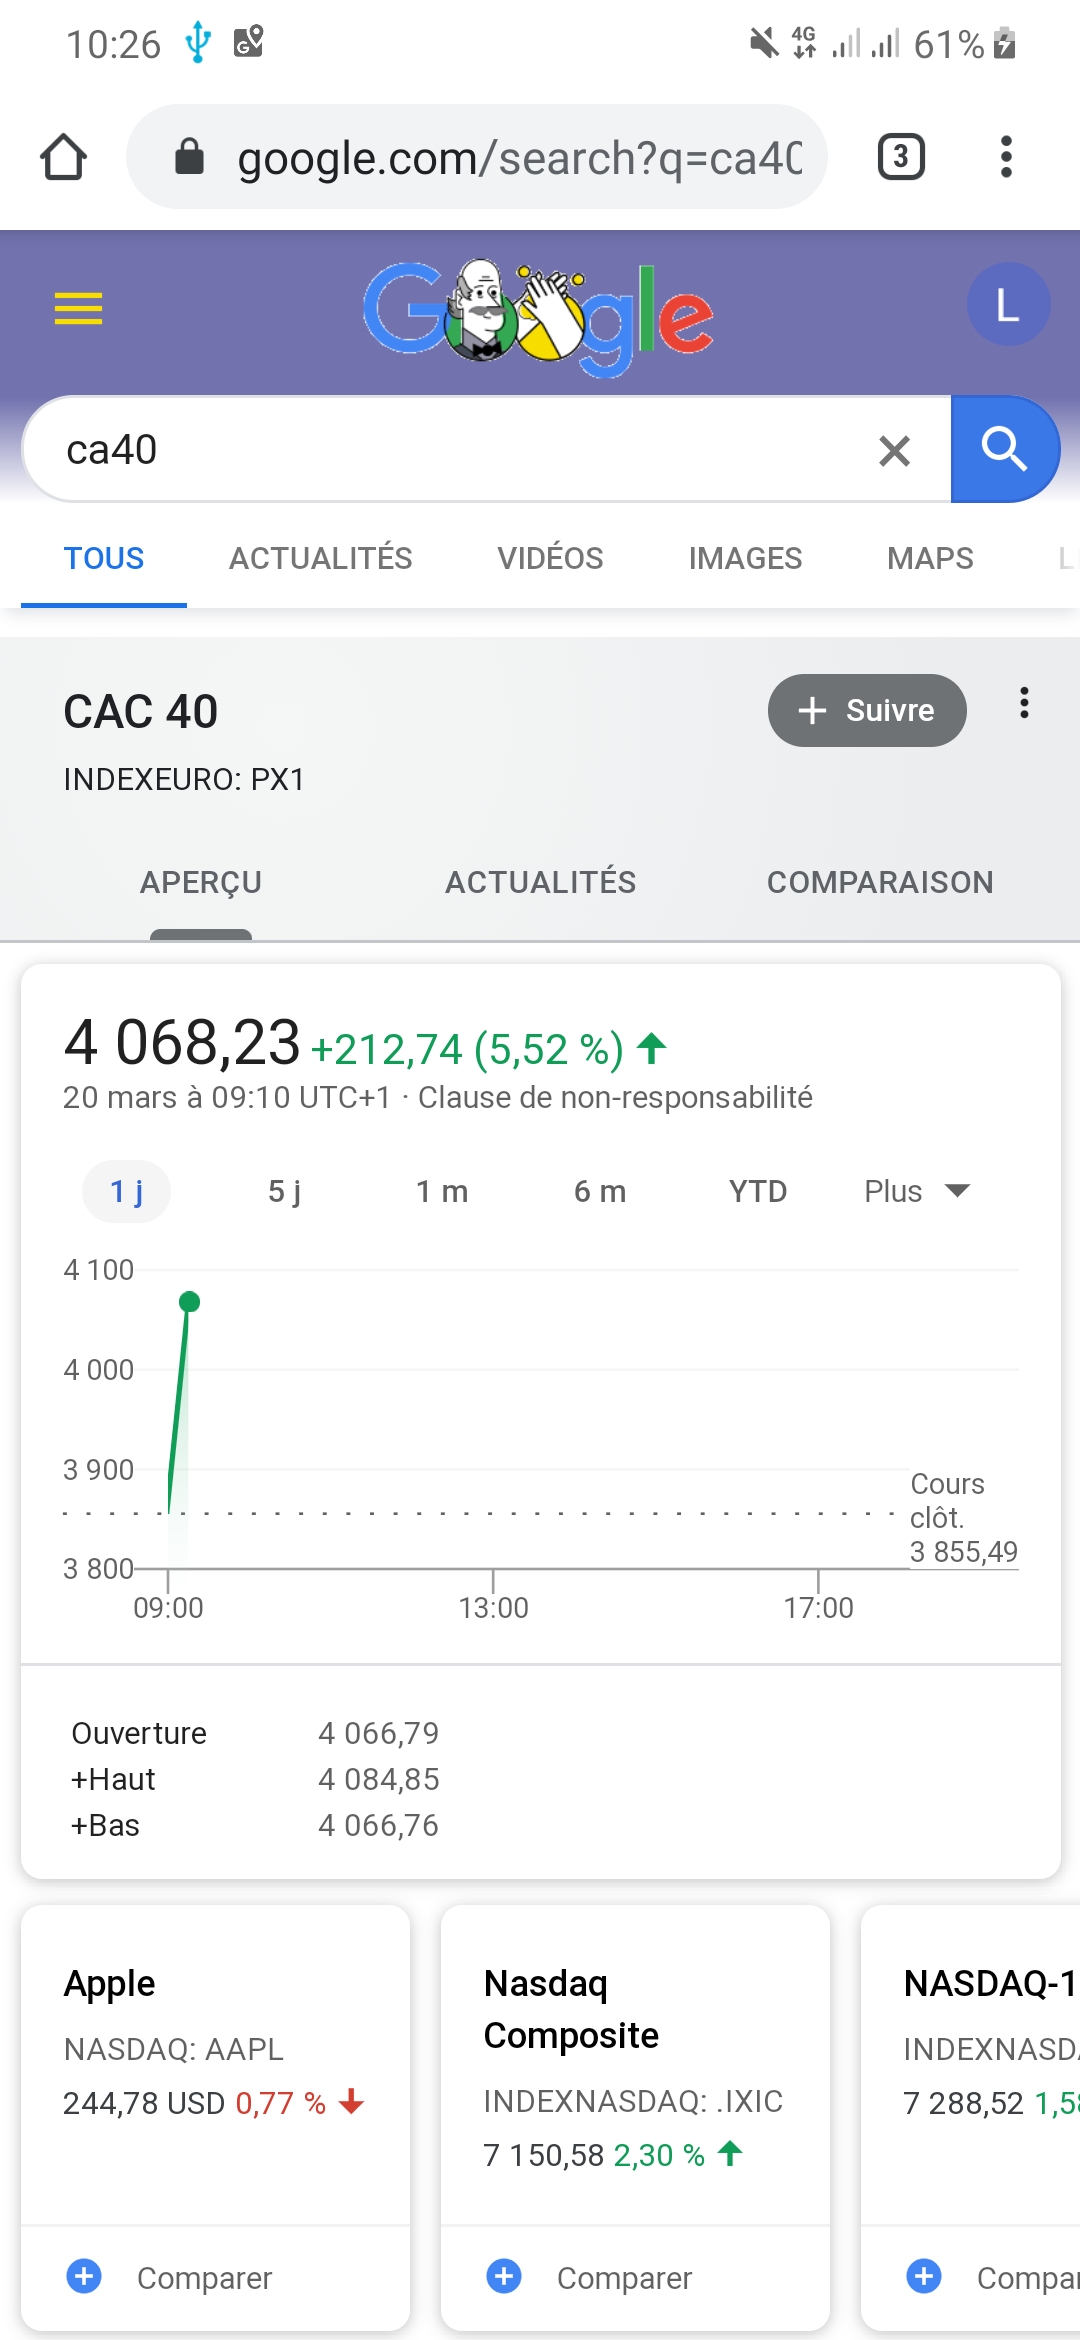 10:26 4G 61%
google.com/search?q=ca40
3
Google
L
ca40
TOUS ACTUALITÉS VIDÉOS IMAGES MAPS
CAC 40
+ Suivre
INDEXEURO: PX1
APERÇU ACTUALITÉS COMPARAISON
4 068,23 +212,74 (5,52 %)
20 mars à 09:10 UTC+1 · Clause de non-responsabilité
1 j 5 j 1 m 6 m YTD Plus
4 100
4 000
3 900
Cours
clôt.
3 855,49
3 800
09:00 13:00 17:00
Ouverture 4 066,79
+Haut 4 084,85
+Bas 4 066,76
Apple
NASDAQ: AAPL
244,78 USD 0,77 %
Comparer
Nasdaq
Composite
INDEXNASDAQ: .IXIC
7 150,58 2,30 %
Comparer
NASDAQ-1
INDEXNASDA
7 288,52 1,58
Compar